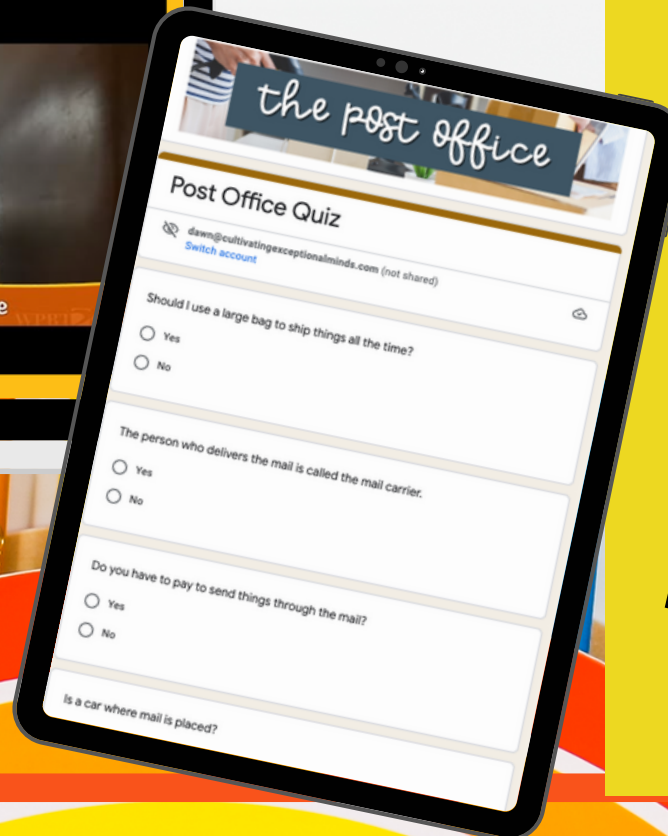 the post office
Post Office Quiz
dawn@cultivatingexceptionalminds.com (not shared)
Switch account
Should I use a large bag to ship things all the time?
Yes
No
The person who delivers the mail is called the mail carrier.
Yes
No
Do you have to pay to send things through the mail?
Yes
No
Is a car where mail is placed?
e
WPRI